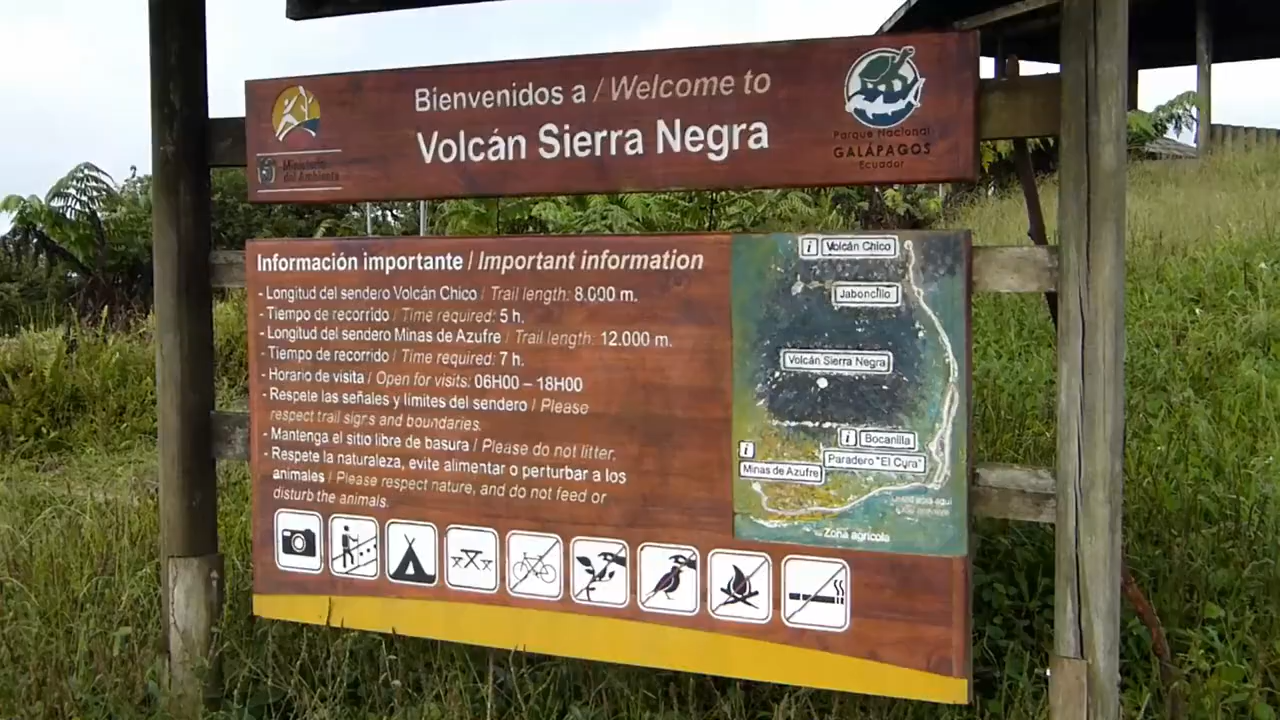 Bienvenidos a / Welcome to
Volcán Sierra Negra
Ministerio
del Ambiente
Parque Nacional
GALÁPAGOS
Ecuador
Información importante / Important information
- Longitud del sendero Volcán Chico / Trail length: 8.000 m.
- Tiempo de recorrido / Time required: 5 h.
- Longitud del sendero Minas de Azufre / Trail length: 12.000 m.
- Tiempo de recorrido / Time required: 7 h.
- Horario de visita / Open for visits: 06H00 – 18H00
- Respete las señales y límites del sendero / Please
respect trail signs and boundaries.
- Mantenga el sitio libre de basura / Please do not litter.
- Respete la naturaleza, evite alimentar o perturbar a los
animales / Please respect nature, and do not feed or
disturb the animals.
i Volcán Chico
Jaboncillo
Volcán Sierra Negra
i Bocanilla
i
Paradero "El Cura"
Minas de Azufre
Zona agrícola